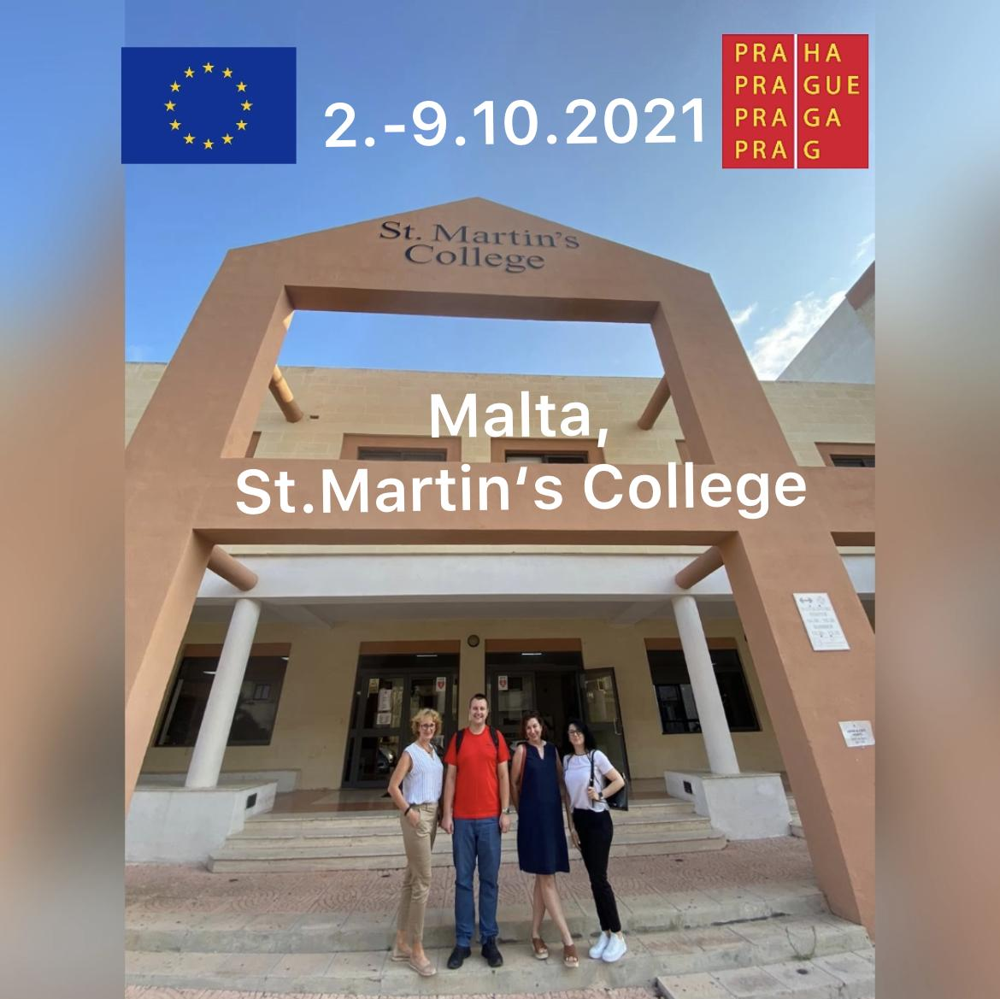 2.-9.10.2021
PRA HA
PRA GUE
PRA GA
PRA G
St. Martin's
College
Malta,
St.Martin‘s College